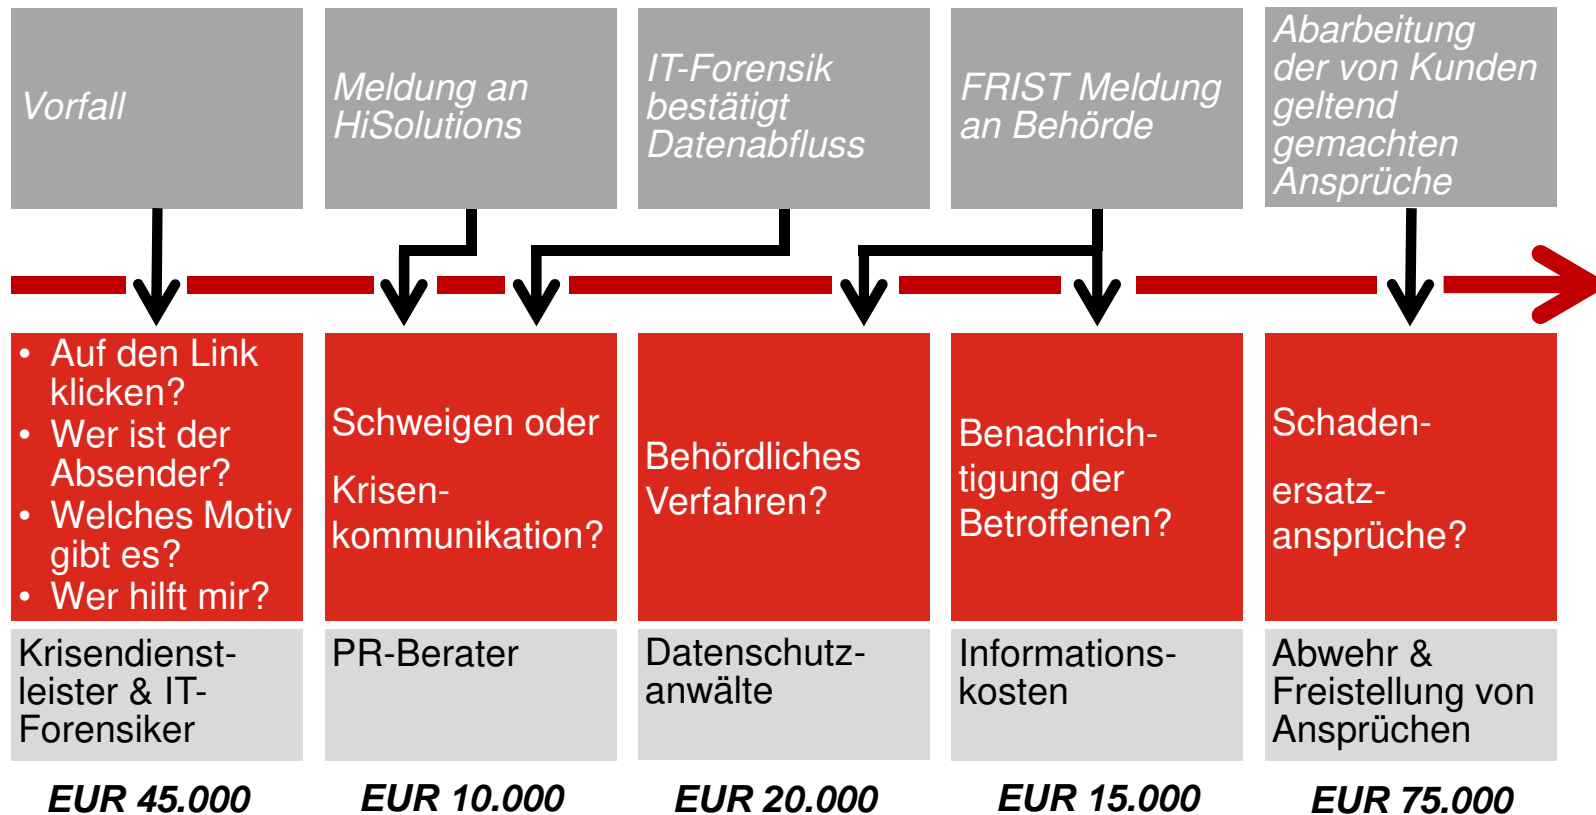 Vorfall
Meldung an
HiSolutions
IT-Forensik
bestätigt
Datenabfluss
FRIST Meldung
an Behörde
Abarbeitung
der von Kunden
geltend
gemachten
Ansprüche
• Auf den Link
klicken?
• Wer ist der
Absender?
• Welches Motiv
gibt es?
• Wer hilft mir?
Schweigen oder
Krisen-
kommunikation?
Behördliches
Verfahren?
Benachrich-
tigung der
Betroffenen?
Schaden-
ersatz-
ansprüche?
Krisendienst-
leister & IT-
Forensiker
PR-Berater
Datenschutz-
anwälte
Informations-
kosten
Abwehr &
Freistellung von
Ansprüchen
EUR 45.000
EUR 10.000
EUR 20.000
EUR 15.000
EUR 75.000